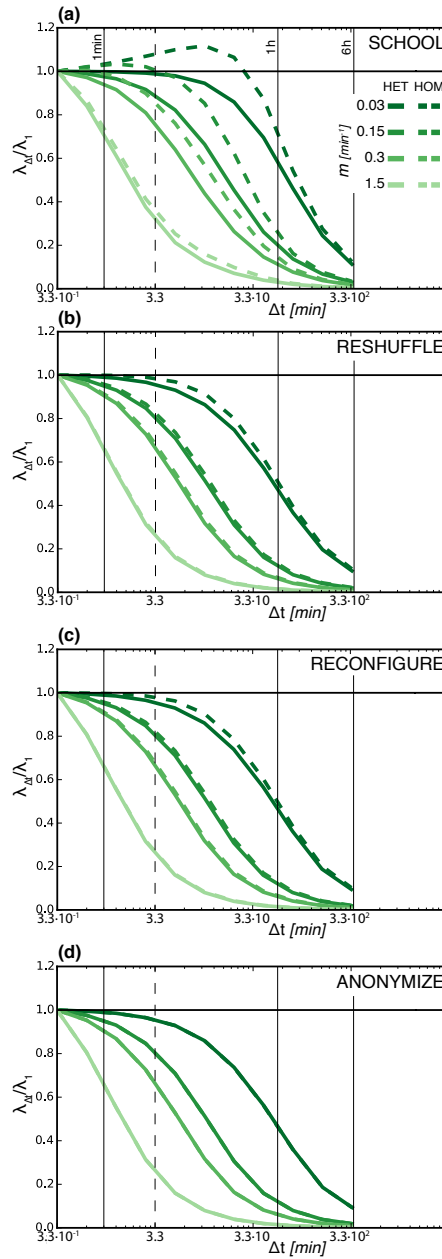 (a)
1min
1h
6h
SCHOOL
HET HOM
0.03
0.15
0.3
1.5
m [min⁻¹]
1.2
1.0
0.8
0.6
0.4
0.2
0.0
λΔt/λ1
3.3·10⁻¹ 3.3 3.3·10 3.3·10²
Δt [min]
(b)
RESHUFFLE
1.2
1.0
0.8
0.6
0.4
0.2
0.0
λΔt/λ1
3.3·10⁻¹ 3.3 3.3·10 3.3·10²
Δt [min]
(c)
RECONFIGURE
1.2
1.0
0.8
0.6
0.4
0.2
0.0
λΔt/λ1
3.3·10⁻¹ 3.3 3.3·10 3.3·10²
Δt [min]
(d)
ANONYMIZE
1.2
1.0
0.8
0.6
0.4
0.2
0.0
λΔt/λ1
3.3·10⁻¹ 3.3 3.3·10 3.3·10²
Δt [min]